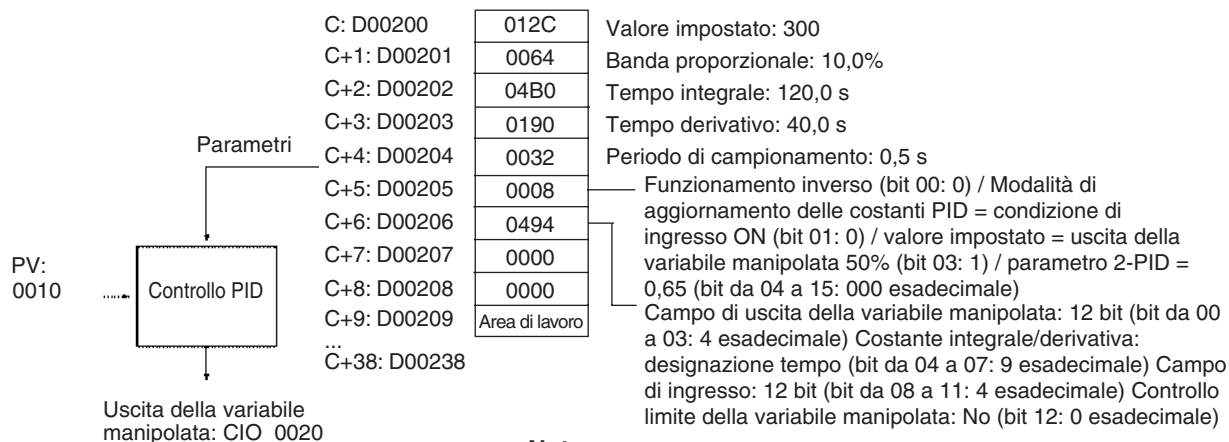 C: D00200 012C Valore impostato: 300
C+1: D00201 0064 Banda proporzionale: 10,0%
C+2: D00202 04B0 Tempo integrale: 120,0 s
C+3: D00203 0190 Tempo derivativo: 40,0 s
Parametri
C+4: D00204 0032 Periodo di campionamento: 0,5 s
C+5: D00205 0008
C+6: D00206 0494
C+7: D00207 0000
C+8: D00208 0000
C+9: D00209 Area di lavoro
...
C+38: D00238
Funzionamento inverso (bit 00: 0) / Modalità di
aggiornamento delle costanti PID = condizione di
ingresso ON (bit 01: 0) / valore impostato = uscita della
variabile manipolata 50% (bit 03: 1) / parametro 2-PID =
0,65 (bit da 04 a 15: 000 esadecimale)
Campo di uscita della variabile manipolata: 12 bit (bit da 00
a 03: 4 esadecimale) Costante integrale/derivativa:
designazione tempo (bit da 04 a 07: 9 esadecimale) Campo
di ingresso: 12 bit (bit da 08 a 11: 4 esadecimale) Controllo
limite della variabile manipolata: No (bit 12: 0 esadecimale)
PV:
0010
Controllo PID
Uscita della variabile
manipolata: CIO 0020